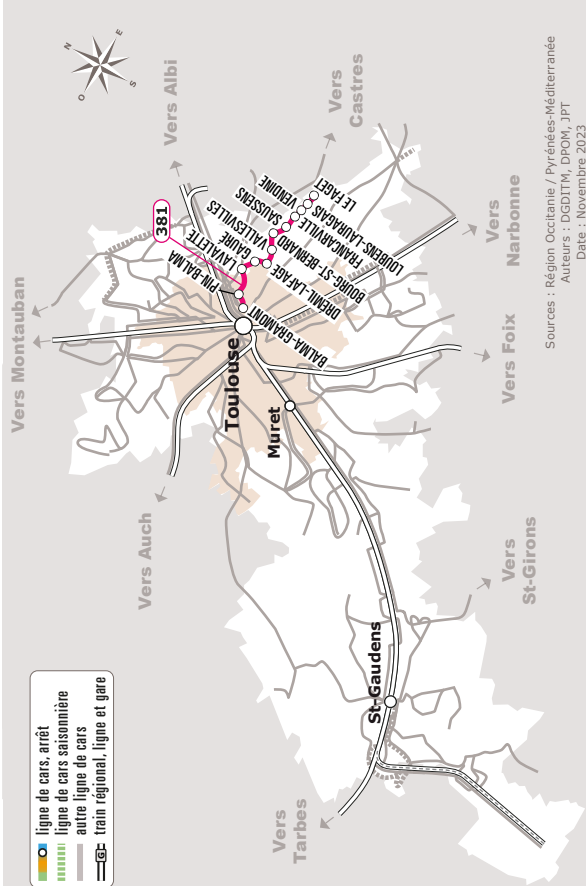 N
E
S
O
Vers Montauban
Vers Albi
Vers
Castres
381
PIN-BALMA
LAVALETTE
GAURÉ
VALLESVILLES
SAUSSENS
VENDINE
LE FAGET
LOUBENS-LAURAGAIS
FRANCARVILLE
BOURG-ST-BERNARD
DRÉMIL-LAFAGE
BALMA-GRAMONT
Toulouse
Muret
Vers
Narbonne
Vers Foix
Vers Auch
Vers
St-Girons
St-Gaudens
Vers
Tarbes
ligne de cars, arrêt
ligne de cars saisonnière
autre ligne de cars
G train régional, ligne et gare
Sources : Région Occitanie / Pyrénées-Méditerranée
Auteurs : DGDITM, DPOM, JPT
Date : Novembre 2023